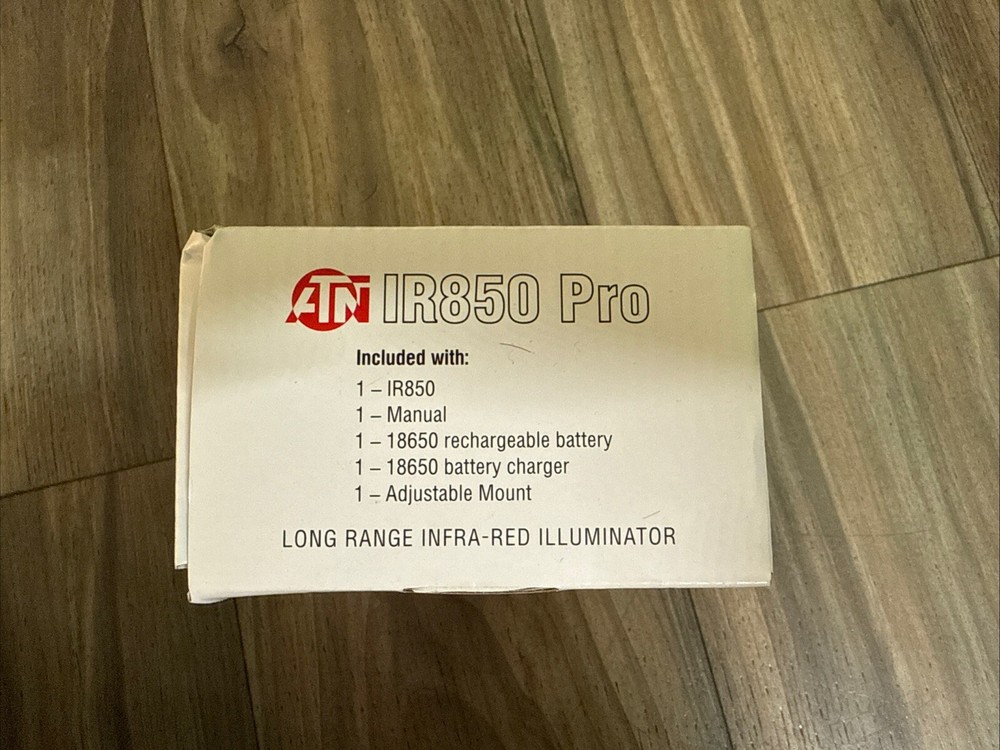 ATN IR850 Pro
Included with:
1 – IR850
1 – Manual
1 – 18650 rechargeable battery
1 – 18650 battery charger
1 – Adjustable Mount
LONG RANGE INFRA-RED ILLUMINATOR